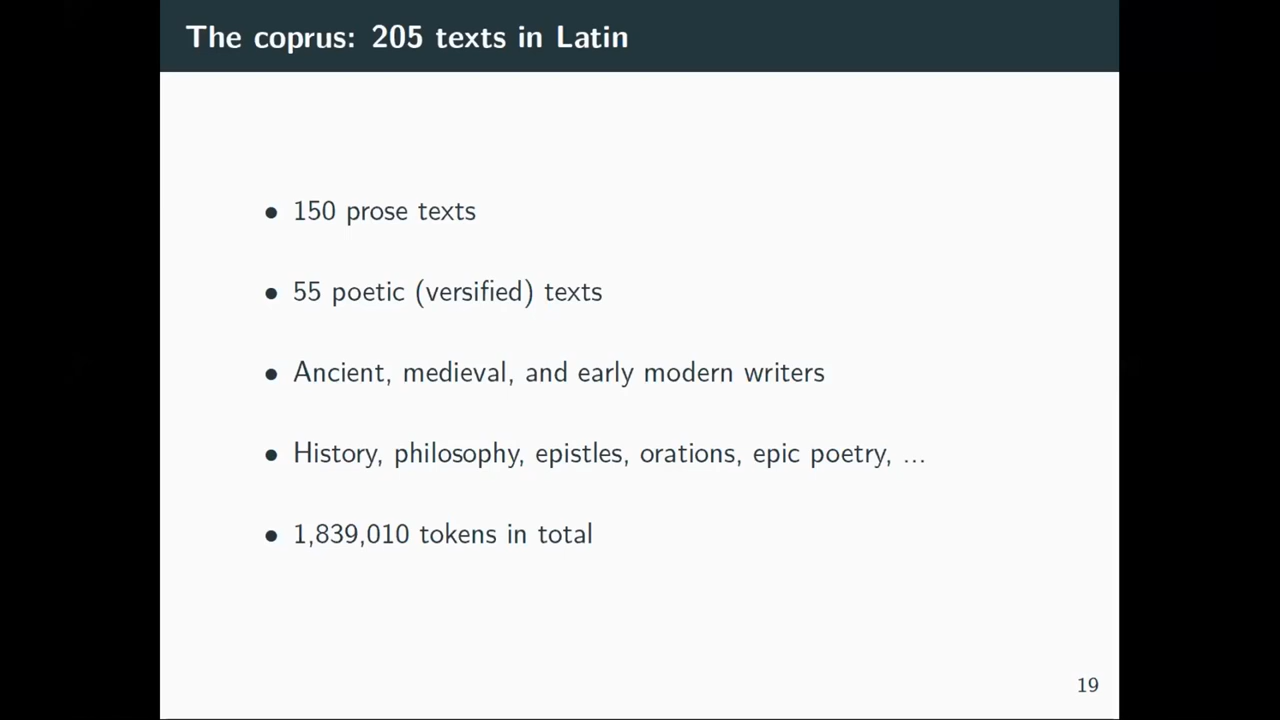 The coprus: 205 texts in Latin
• 150 prose texts
• 55 poetic (versified) texts
• Ancient, medieval, and early modern writers
• History, philosophy, epistles, orations, epic poetry, ...
• 1,839,010 tokens in total
19